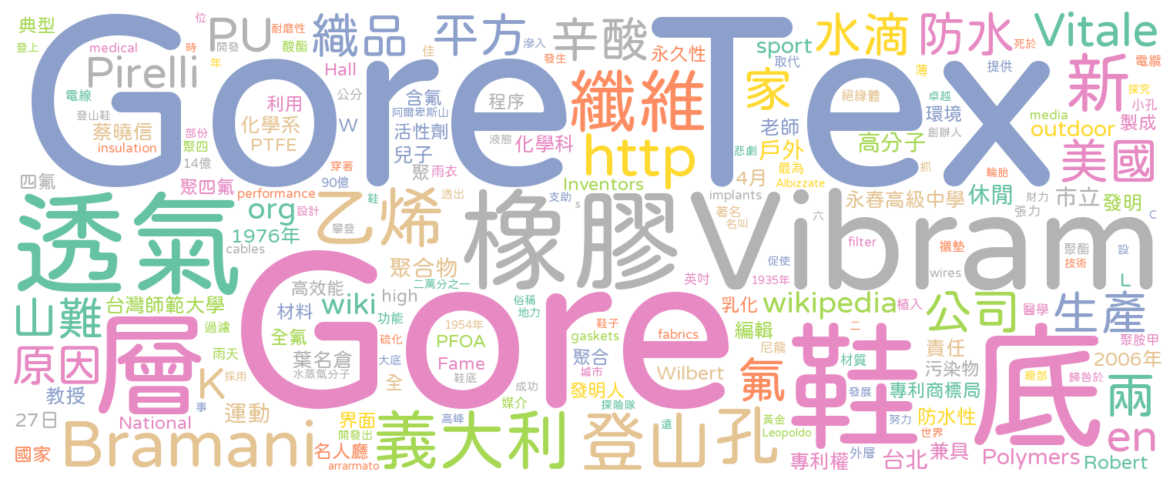 Gore-Tex
Gore
Vibram
橡膠
透氣
層
鞋底
纖維
乙烯
Bramani
義大利
登山
孔
氟
公司
生產
兩
en
美國
新
Vitale
防水
水滴
家
http
辛酸
平方
織品
PU
Pirelli
典型
登上
medical
位
開發
耐磨性
時
酸酯
年
佳
滲入
發生
永久性
sport
取代
死於
電纜
絕緣體
薄
提供
卓越
探究
小孔
media
創辦人
製成
outdoor
環境
高分子
老師
戶外
悲劇
最為
抓
輪胎
Albizzate
4月
implants
著名
名叫
六
永春高級中學
休閒
財力
張力
市立
發明
C
Hall
公分
含氟
阿爾卑斯山
程序
W
活性劑
液態
化學科
兒子
聚
雨衣
Inventors
支助
s
電線
登山鞋
利用
蔡曉信
化學系
部份
PTFE
insulation
聚四
14億
穿著
90億
四氟
聚四氟
performance
鞋
透出
org
設計
攀登
1976年
cables
聚合物
二萬分之一
山難
台灣師範大學
高效能
wiki
high
材料
功能
俗稱
地力
過濾
全氟
硫化
1954年
PFOA
原因
雨天
葉名倉
大底
水蒸氣分子
Fame
鞋底
教授
K
採用
全
成功
27日
事
National
運動
界面
媒介
高峰
開發出
國家
名人廳
arrarmato
英吋
乳化
植入
促使
1935年
filter
wires
襯墊
聚酯
技術
設
L
wikipedia
醫學
鞋子
gaskets
fabrics
編輯
二
尼龍
聚合
城市
Wilbert
材質
責任
聚胺甲
2006年
污染物
總部
歸咎於
發明人
探險隊
發展
專利商標局
遠
黃金
Leopoldo
努力
世界
防水性
外層
專利權
台北
兼具
Polymers
Robert